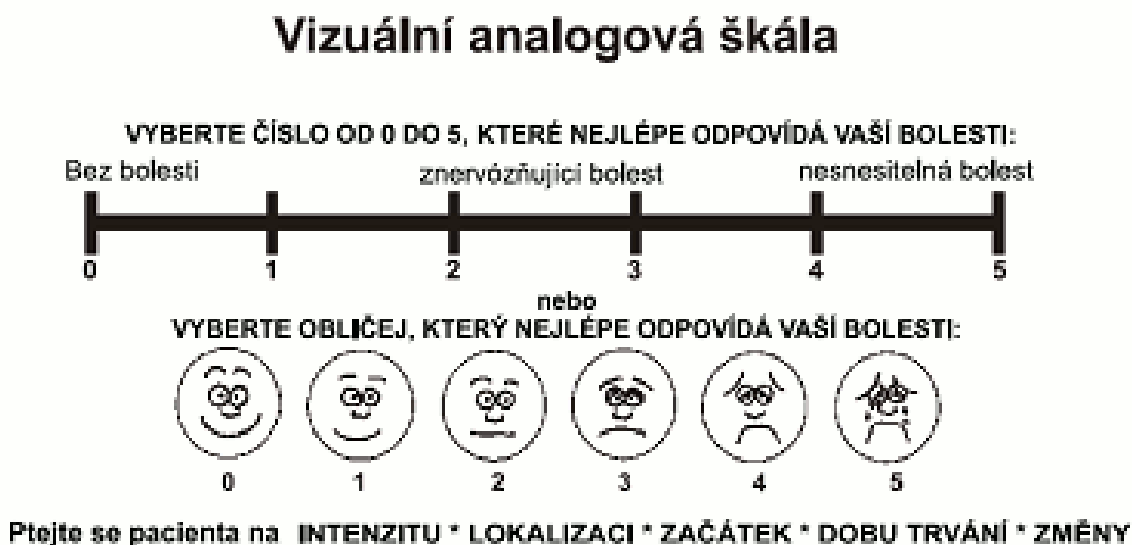 Vizuální analogová škála
VYBERTE ČÍSLO OD 0 DO 5, KTERÉ NEJLÉPE ODPOVÍDÁ VAŠÍ BOLESTI:
Bez bolesti znervózňující bolest nesnesitelná bolest
0 1 2 3 4 5
nebo
VYBERTE OBLIČEJ, KTERÝ NEJLÉPE ODPOVÍDÁ VAŠÍ BOLESTI:
0 1 2 3 4 5
Ptejte se pacienta na INTENZITU * LOKALIZACI * ZAČÁTEK * DOBU TRVÁNÍ * ZMĚNY